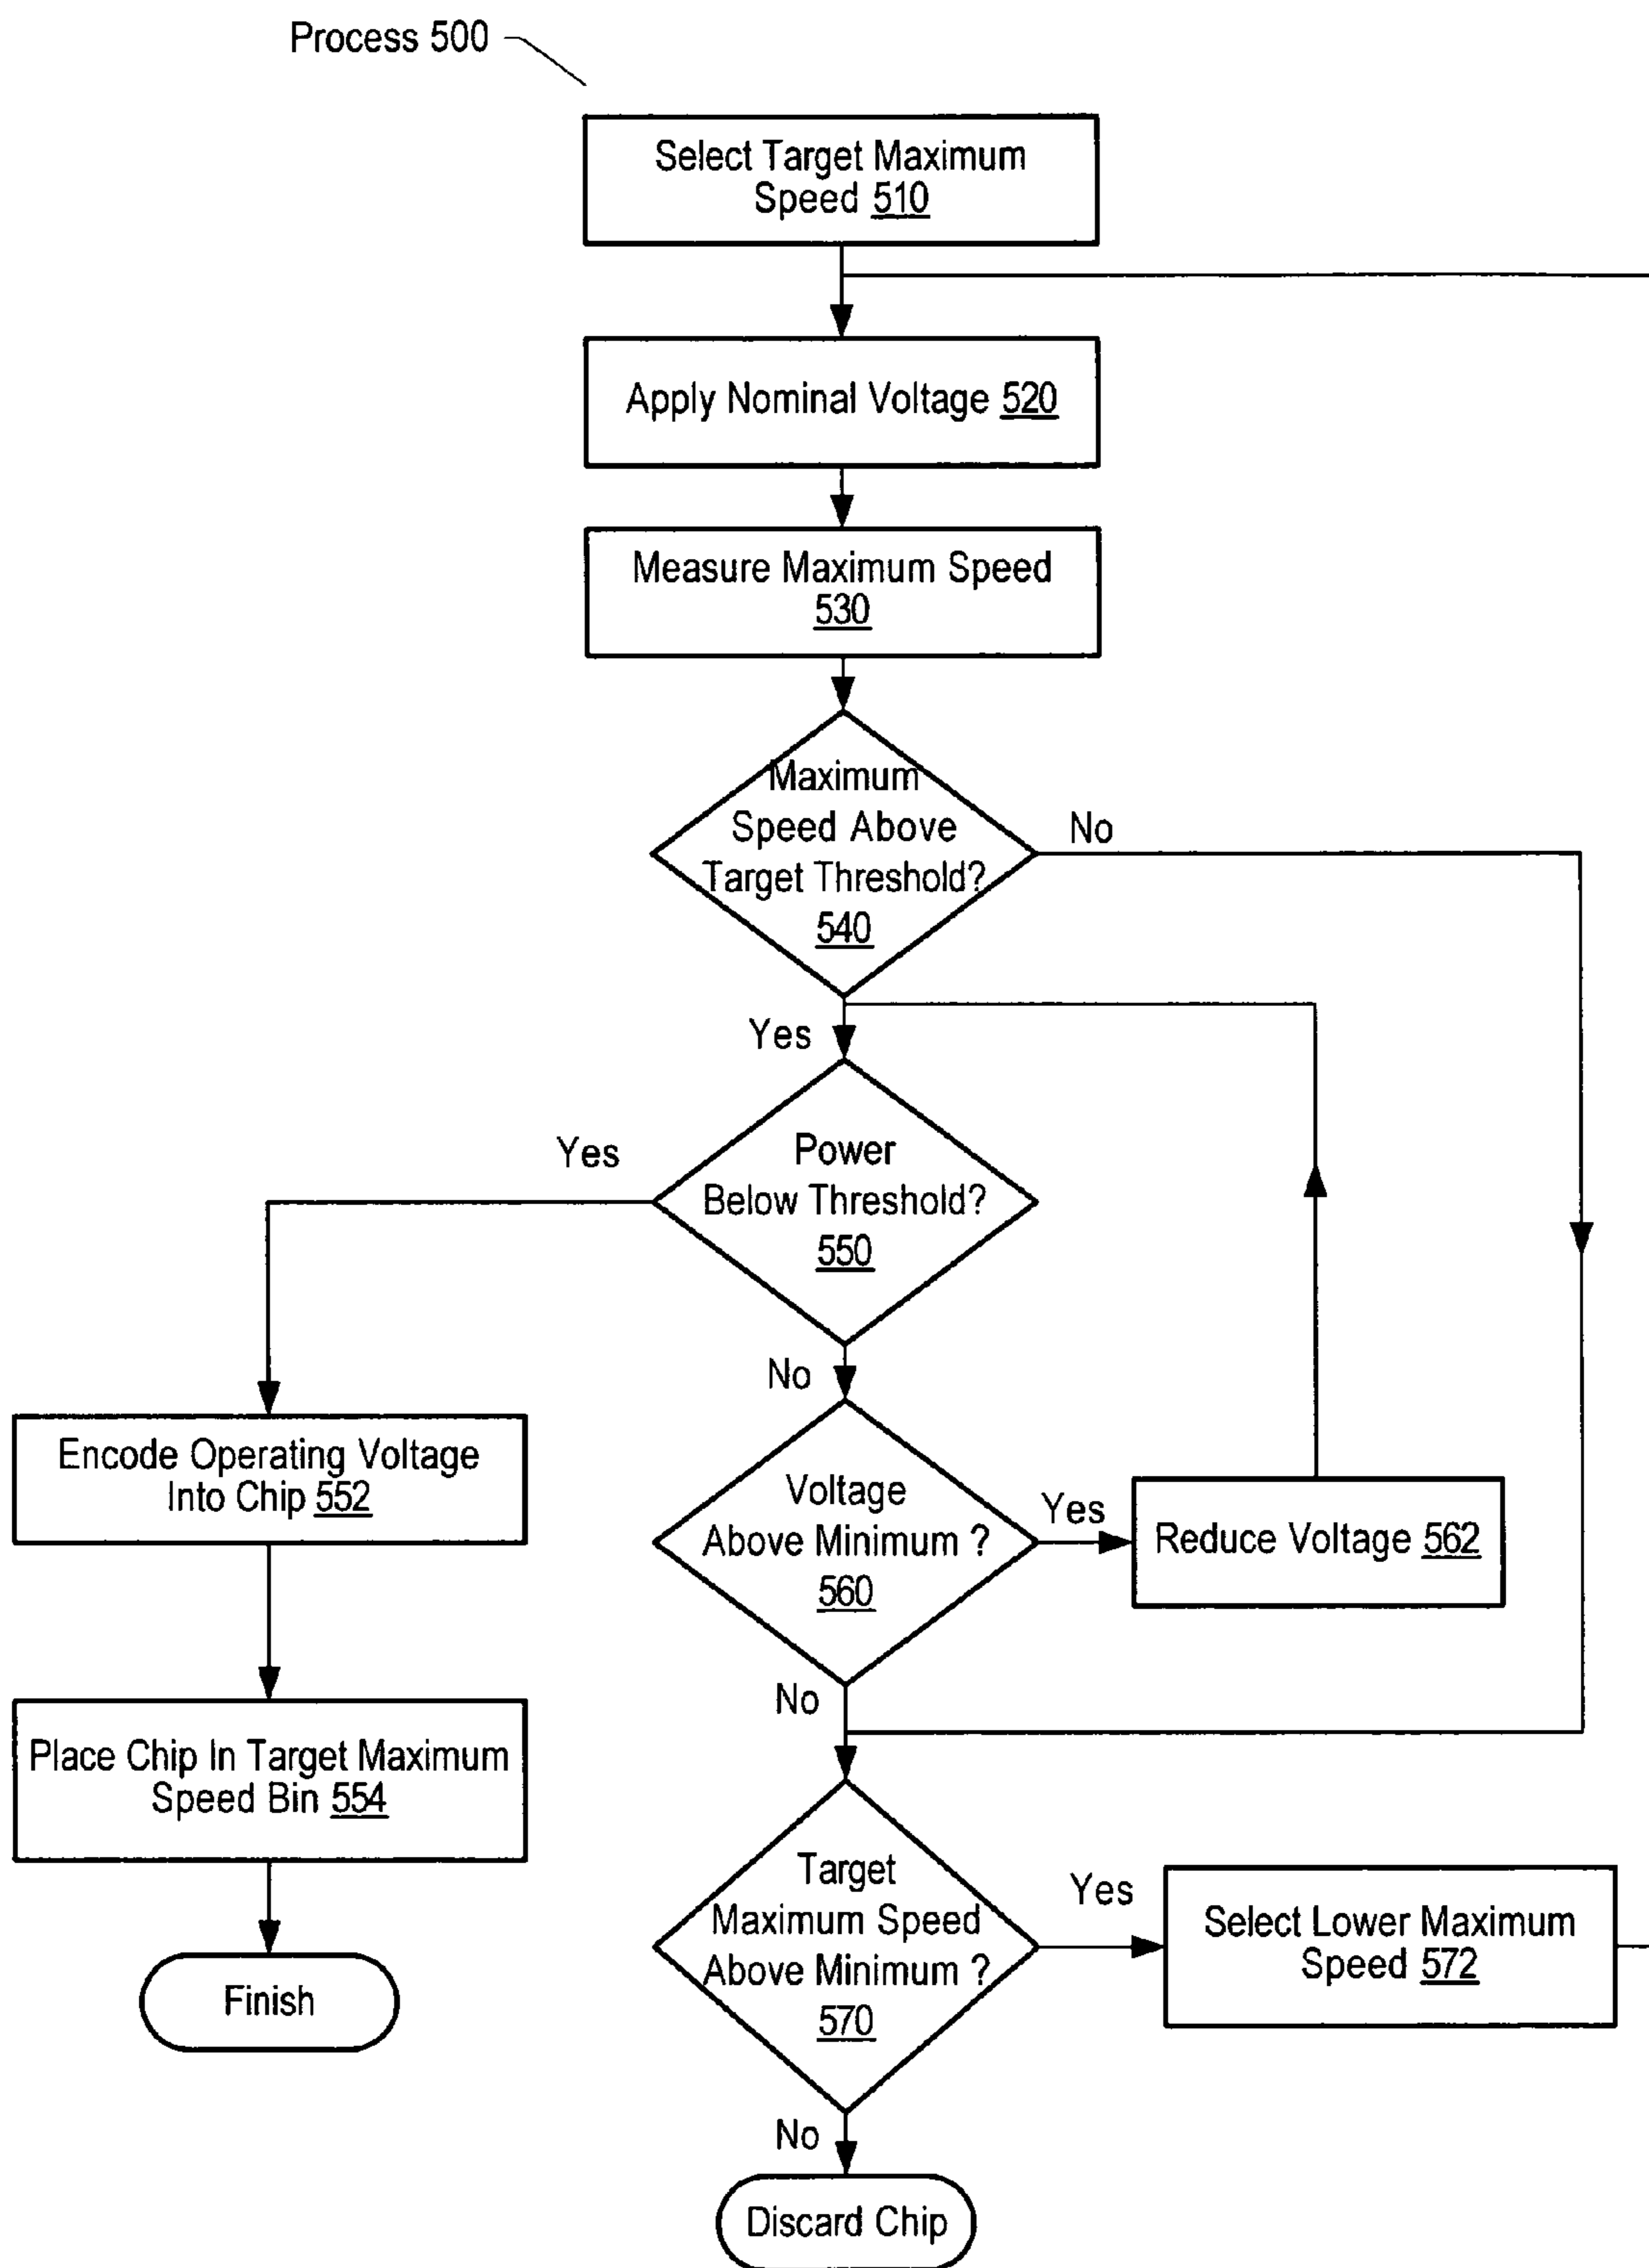 Process 500
Select Target Maximum
Speed 510
Apply Nominal Voltage 520
Measure Maximum Speed
530
Maximum
Speed Above
Target Threshold?
540
No
Yes
Power
Below Threshold?
550
Yes
No
Encode Operating Voltage
Into Chip 552
Voltage
Above Minimum ?
560
Yes
Reduce Voltage 562
No
Place Chip In Target Maximum
Speed Bin 554
Target
Maximum Speed
Above Minimum ?
570
Yes
Select Lower Maximum
Speed 572
Finish
No
Discard Chip